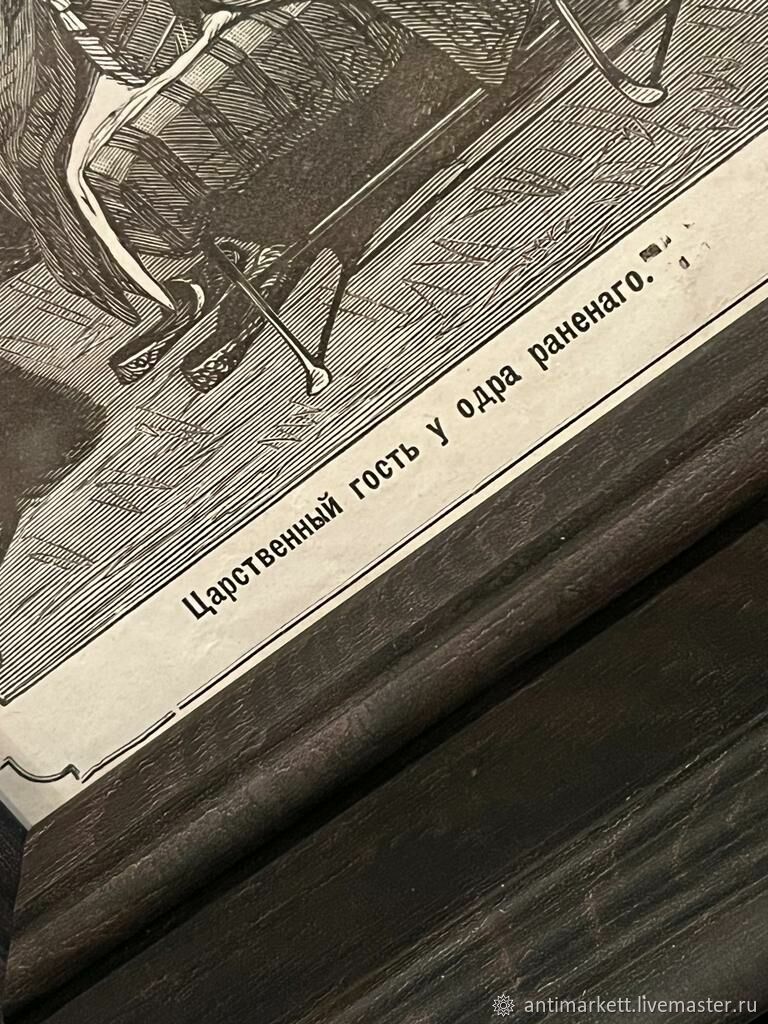 Царственный гость у одра раненаго.
antimarkett.livemaster.ru